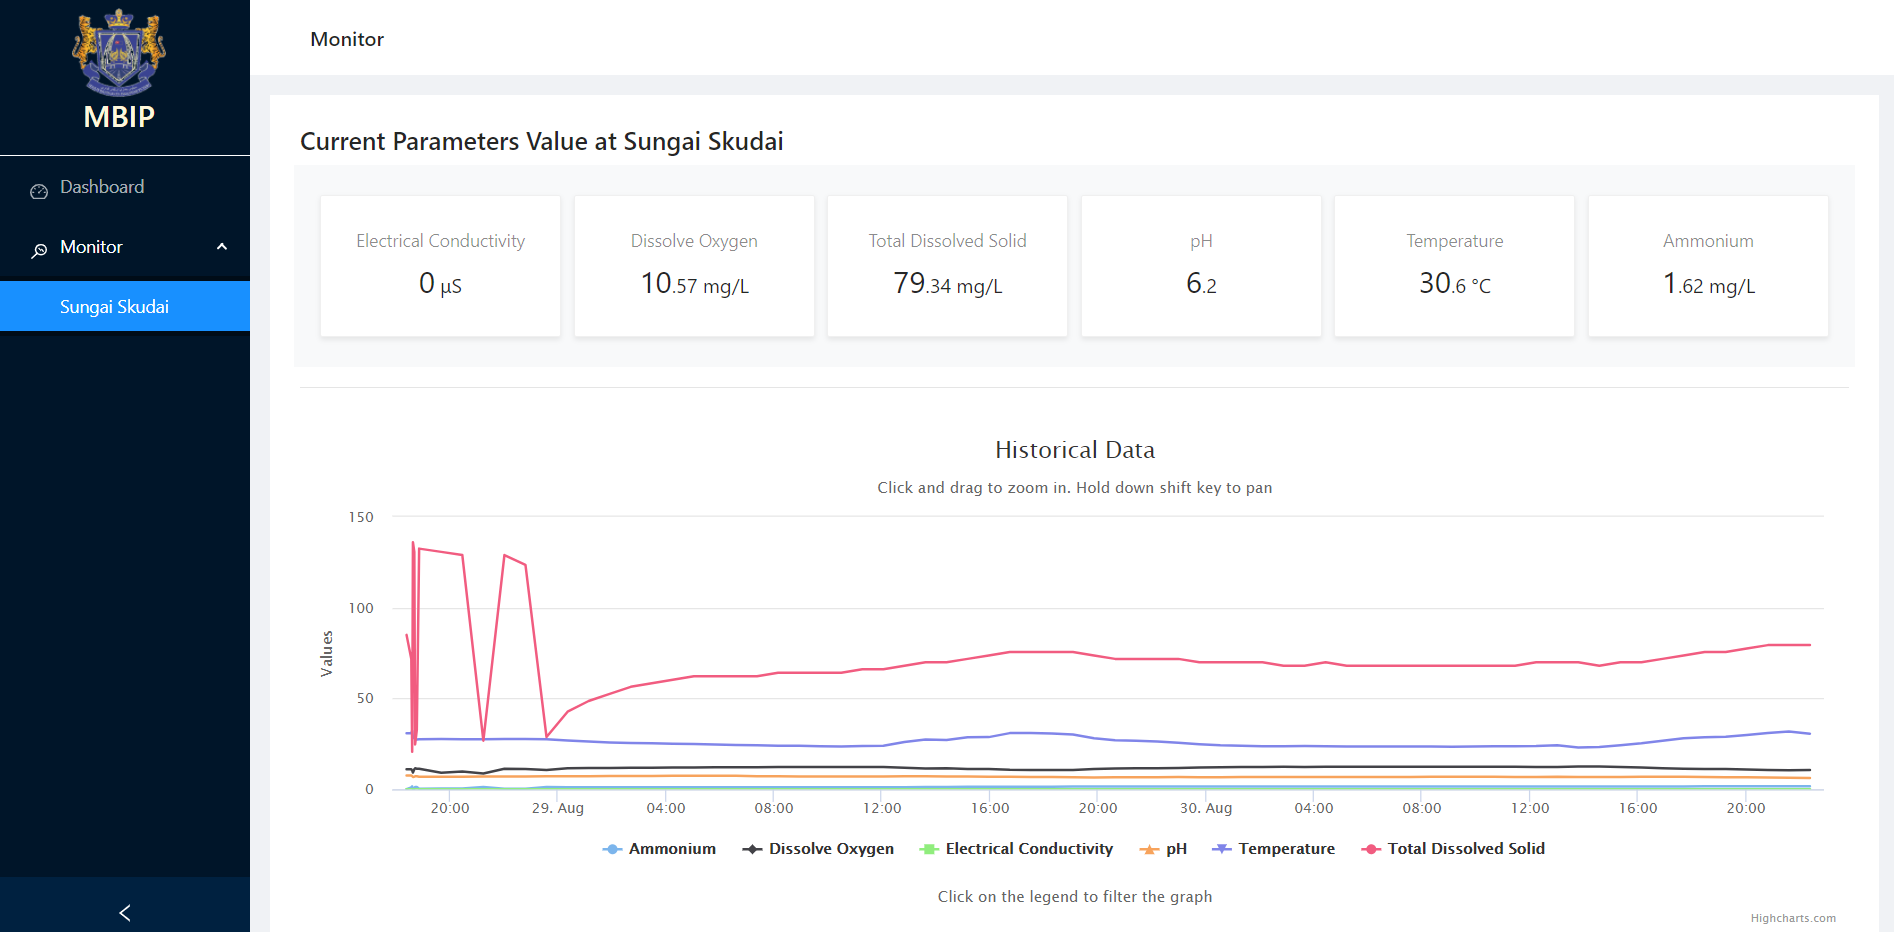 MBIP
Dashboard
Monitor
Sungai Skudai
Monitor
Current Parameters Value at Sungai Skudai
Electrical Conductivity
0 µS
Dissolve Oxygen
10.57 mg/L
Total Dissolved Solid
79.34 mg/L
pH
6.2
Temperature
30.6 °C
Ammonium
1.62 mg/L
Historical Data
Click and drag to zoom in. Hold down shift key to pan
Values
150
100
50
0
20:00 29. Aug 04:00 08:00 12:00 16:00 20:00 30. Aug 04:00 08:00 12:00 16:00 20:00
Ammonium Dissolve Oxygen Electrical Conductivity pH Temperature Total Dissolved Solid
Click on the legend to filter the graph
Highcharts.com